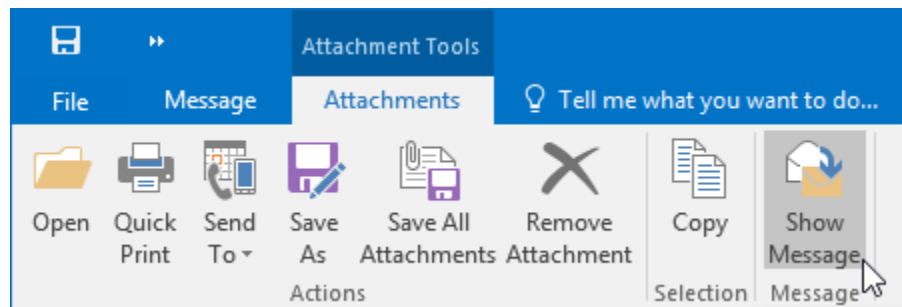 Attachment Tools
File Message Attachments Tell me what you want to do...
Open Quick Send Save Save All Remove Copy Show
Print To As Attachments Attachment Message
Actions Selection Message